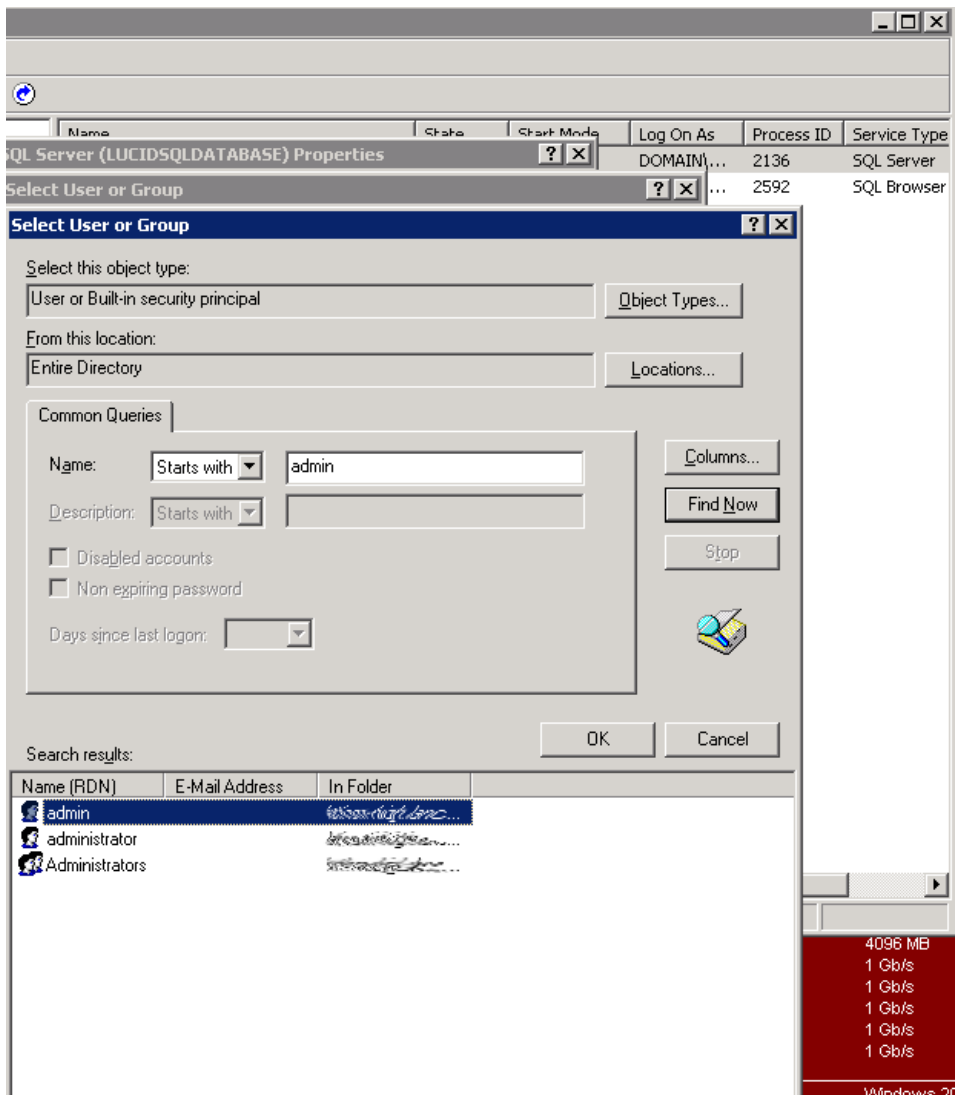 Name State Start Mode Log On As Process ID Service Type
SQL Server (LUCIDSQLDATABASE) Properties
DOMAIN\... 2136 SQL Server
Select User or Group
... 2592 SQL Browser
Select User or Group
Select this object type:
User or Built-in security principal
Object Types...
From this location:
Entire Directory
Locations...
Common Queries
Name: Starts with admin
Columns...
Description: Starts with
Find Now
Disabled accounts
Stop
Non expiring password
Days since last logon:
OK Cancel
Search results:
Name (RDN) E-Mail Address In Folder
admin ...
administrator ...
Administrators ...
4096 MB
1 Gb/s
1 Gb/s
1 Gb/s
1 Gb/s
1 Gb/s
Windows 20